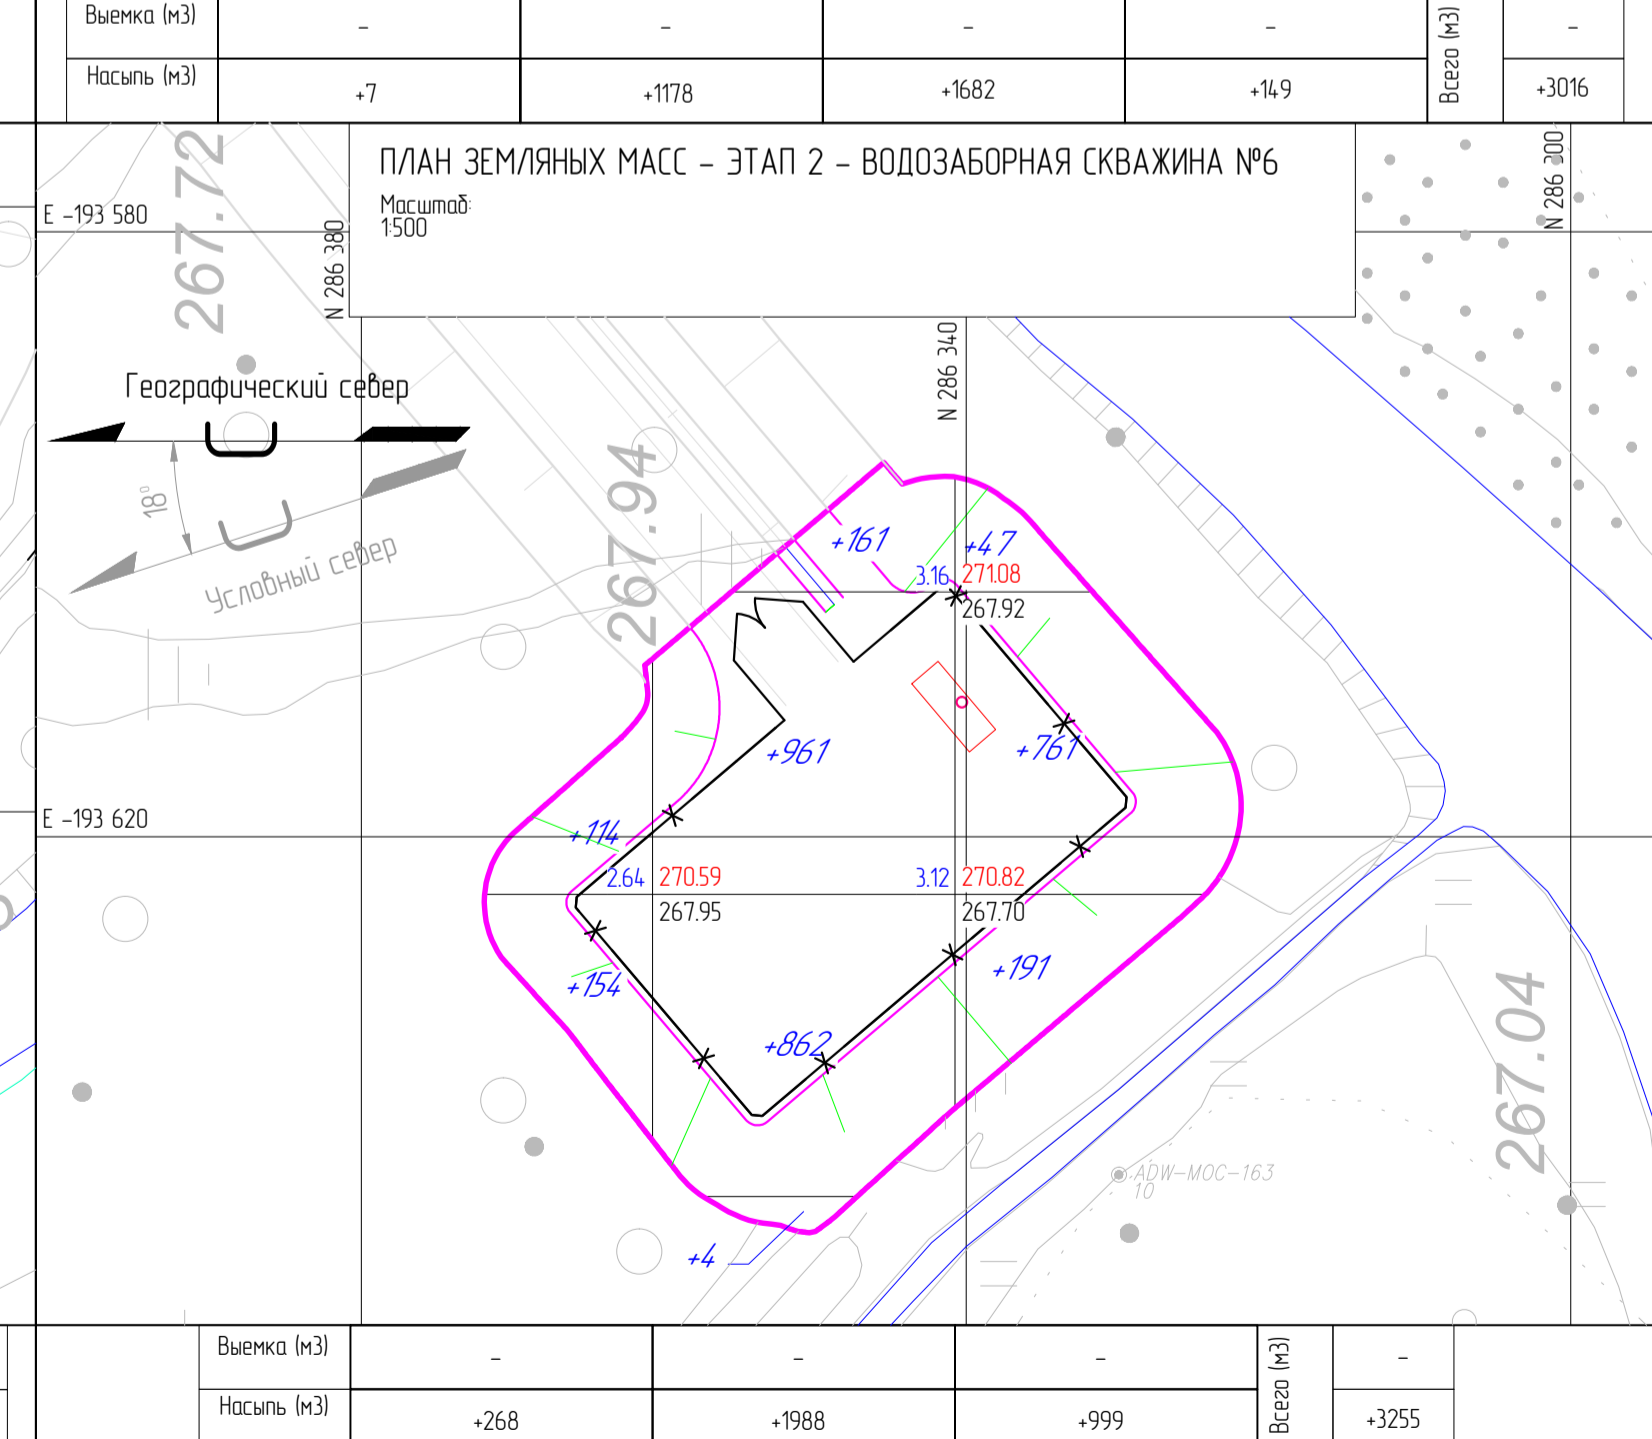 Выемка (м3) – – – – Всего (м3) –
Насыпь (м3) +7 +1178 +1682 +149 +3016
ПЛАН ЗЕМЛЯНЫХ МАСС – ЭТАП 2 – ВОДОЗАБОРНАЯ СКВАЖИНА №6
Масштаб:
1:500
267.72
E –193 580
N 286 380
N 286 300
N 286 340
Географический север
18°
Условный север
267.94
+161
+47
3.16 271.08
267.92
+961
+761
E –193 620
+114
2.64 270.59
267.95
3.12 270.82
267.70
+154
+191
+862
267.04
ADW-MOC-163
10
+4
Выемка (м3) – – – Всего (м3) –
Насыпь (м3) +268 +1988 +999 +3255